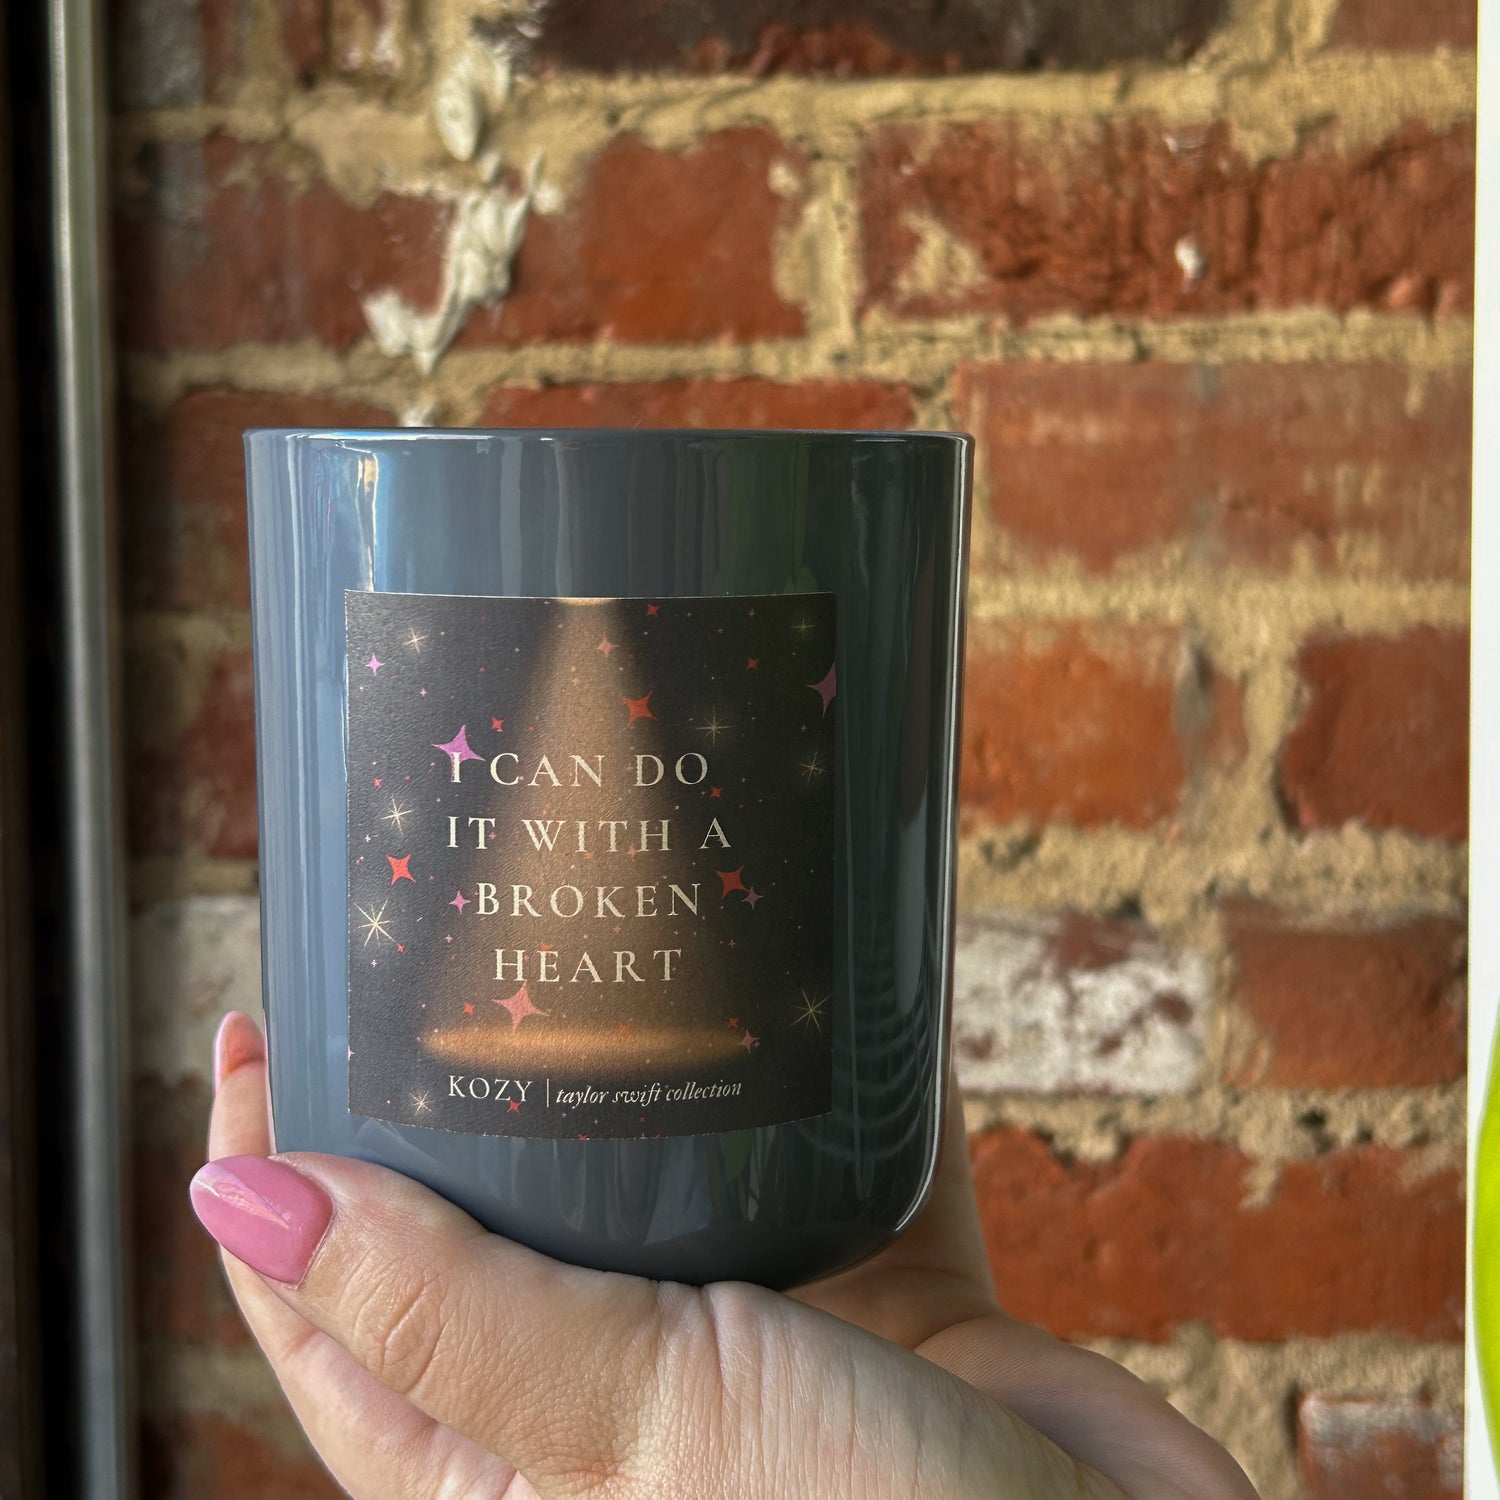 I CAN DO
IT WITH A
BROKEN
HEART
KOZY | taylor swift collection